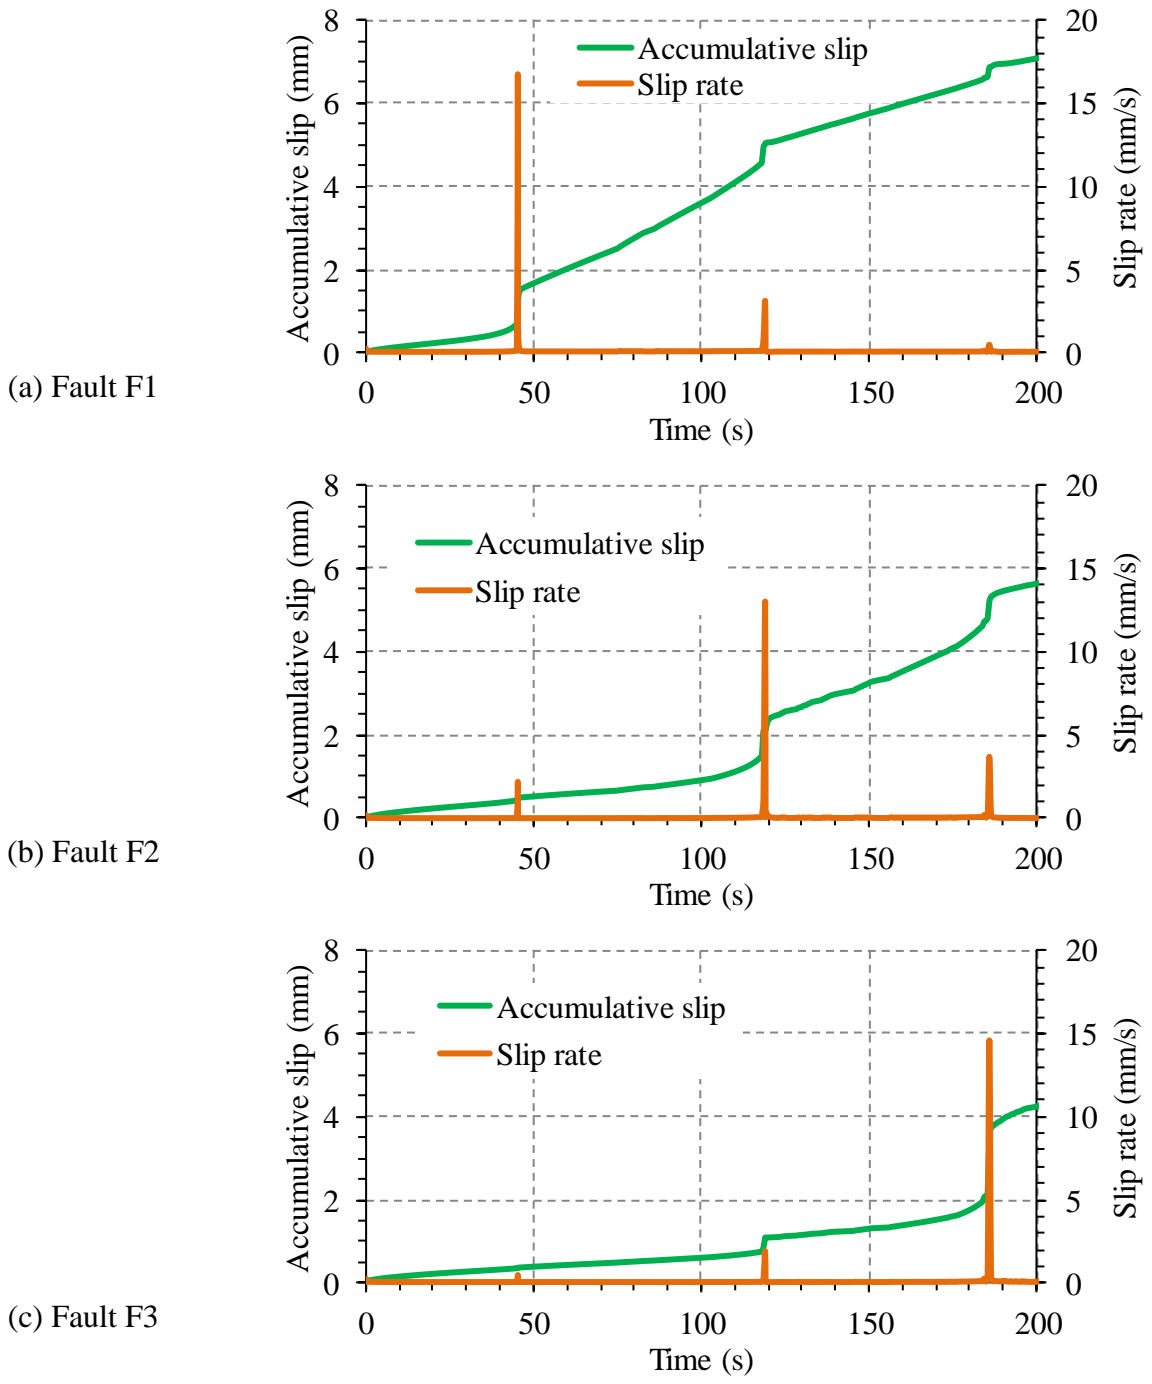 8
6
4
2
0
Accumulative slip (mm)
Accumulative slip
Slip rate
20
15
10
5
0
Slip rate (mm/s)
0 50 100 150 200
Time (s)
(a) Fault F1
8
6
4
2
0
Accumulative slip (mm)
Accumulative slip
Slip rate
20
15
10
5
0
Slip rate (mm/s)
0 50 100 150 200
Time (s)
(b) Fault F2
8
6
4
2
0
Accumulative slip (mm)
Accumulative slip
Slip rate
20
15
10
5
0
Slip rate (mm/s)
0 50 100 150 200
Time (s)
(c) Fault F3